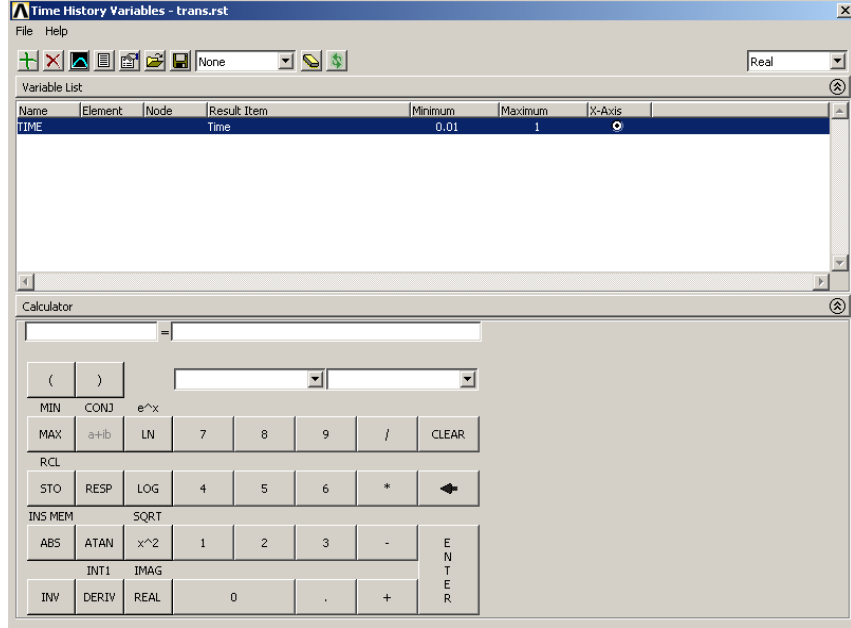 Time History Variables - trans.rst
File Help
None Real
Variable List
Name Element Node Result Item Minimum Maximum X-Axis
TIME Time 0.01 1
Calculator
=
( )
MIN CONJ e^x
MAX a+ib LN 7 8 9 / CLEAR
RCL
STO RESP LOG 4 5 6 *
INS MEM SQRT
ABS ATAN x^2 1 2 3 - ENTER
INT1 IMAG
INV DERIV REAL 0 . +